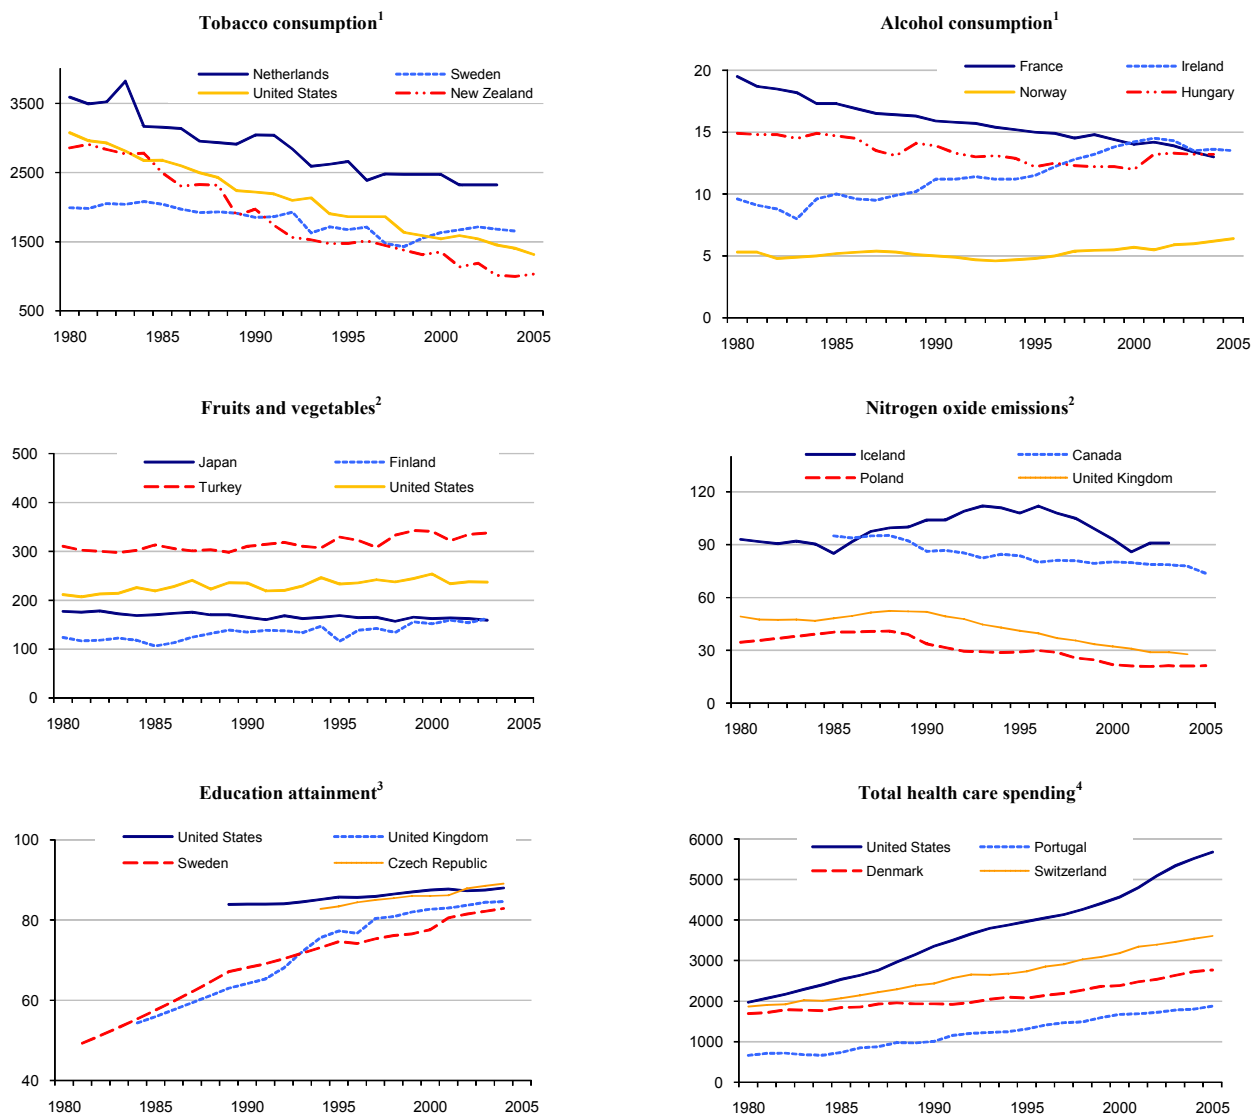 Tobacco consumption¹
Netherlands Sweden
United States New Zealand
3500
2500
1500
500
1980 1985 1990 1995 2000 2005
Alcohol consumption¹
France Ireland
Norway Hungary
20
15
10
5
0
1980 1985 1990 1995 2000 2005
Fruits and vegetables²
Japan Finland
Turkey United States
500
400
300
200
100
0
1980 1985 1990 1995 2000 2005
Nitrogen oxide emissions²
Iceland Canada
Poland United Kingdom
120
90
60
30
0
1980 1985 1990 1995 2000 2005
Education attainment³
United States United Kingdom
Sweden Czech Republic
100
80
60
40
1980 1985 1990 1995 2000 2005
Total health care spending⁴
United States Portugal
Denmark Switzerland
6000
5000
4000
3000
2000
1000
0
1980 1985 1990 1995 2000 2005